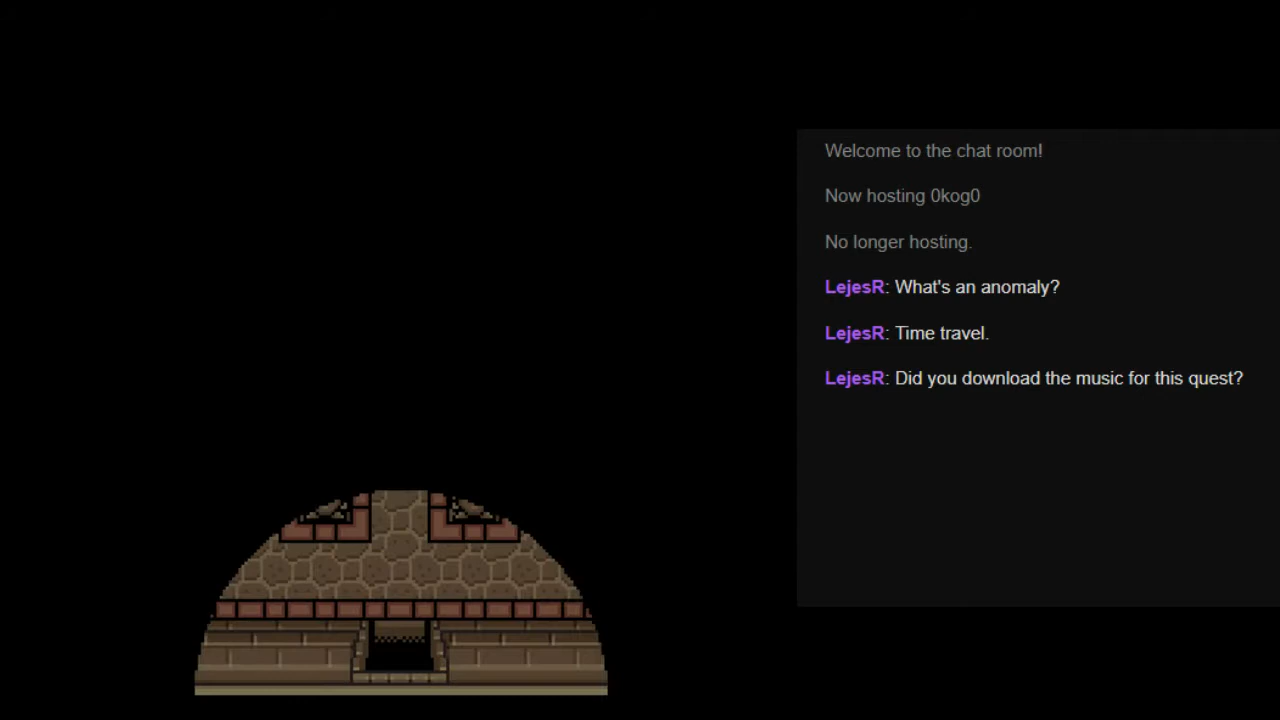 Welcome to the chat room!
Now hosting 0kog0
No longer hosting.
LejesR: What's an anomaly?
LejesR: Time travel.
LejesR: Did you download the music for this quest?